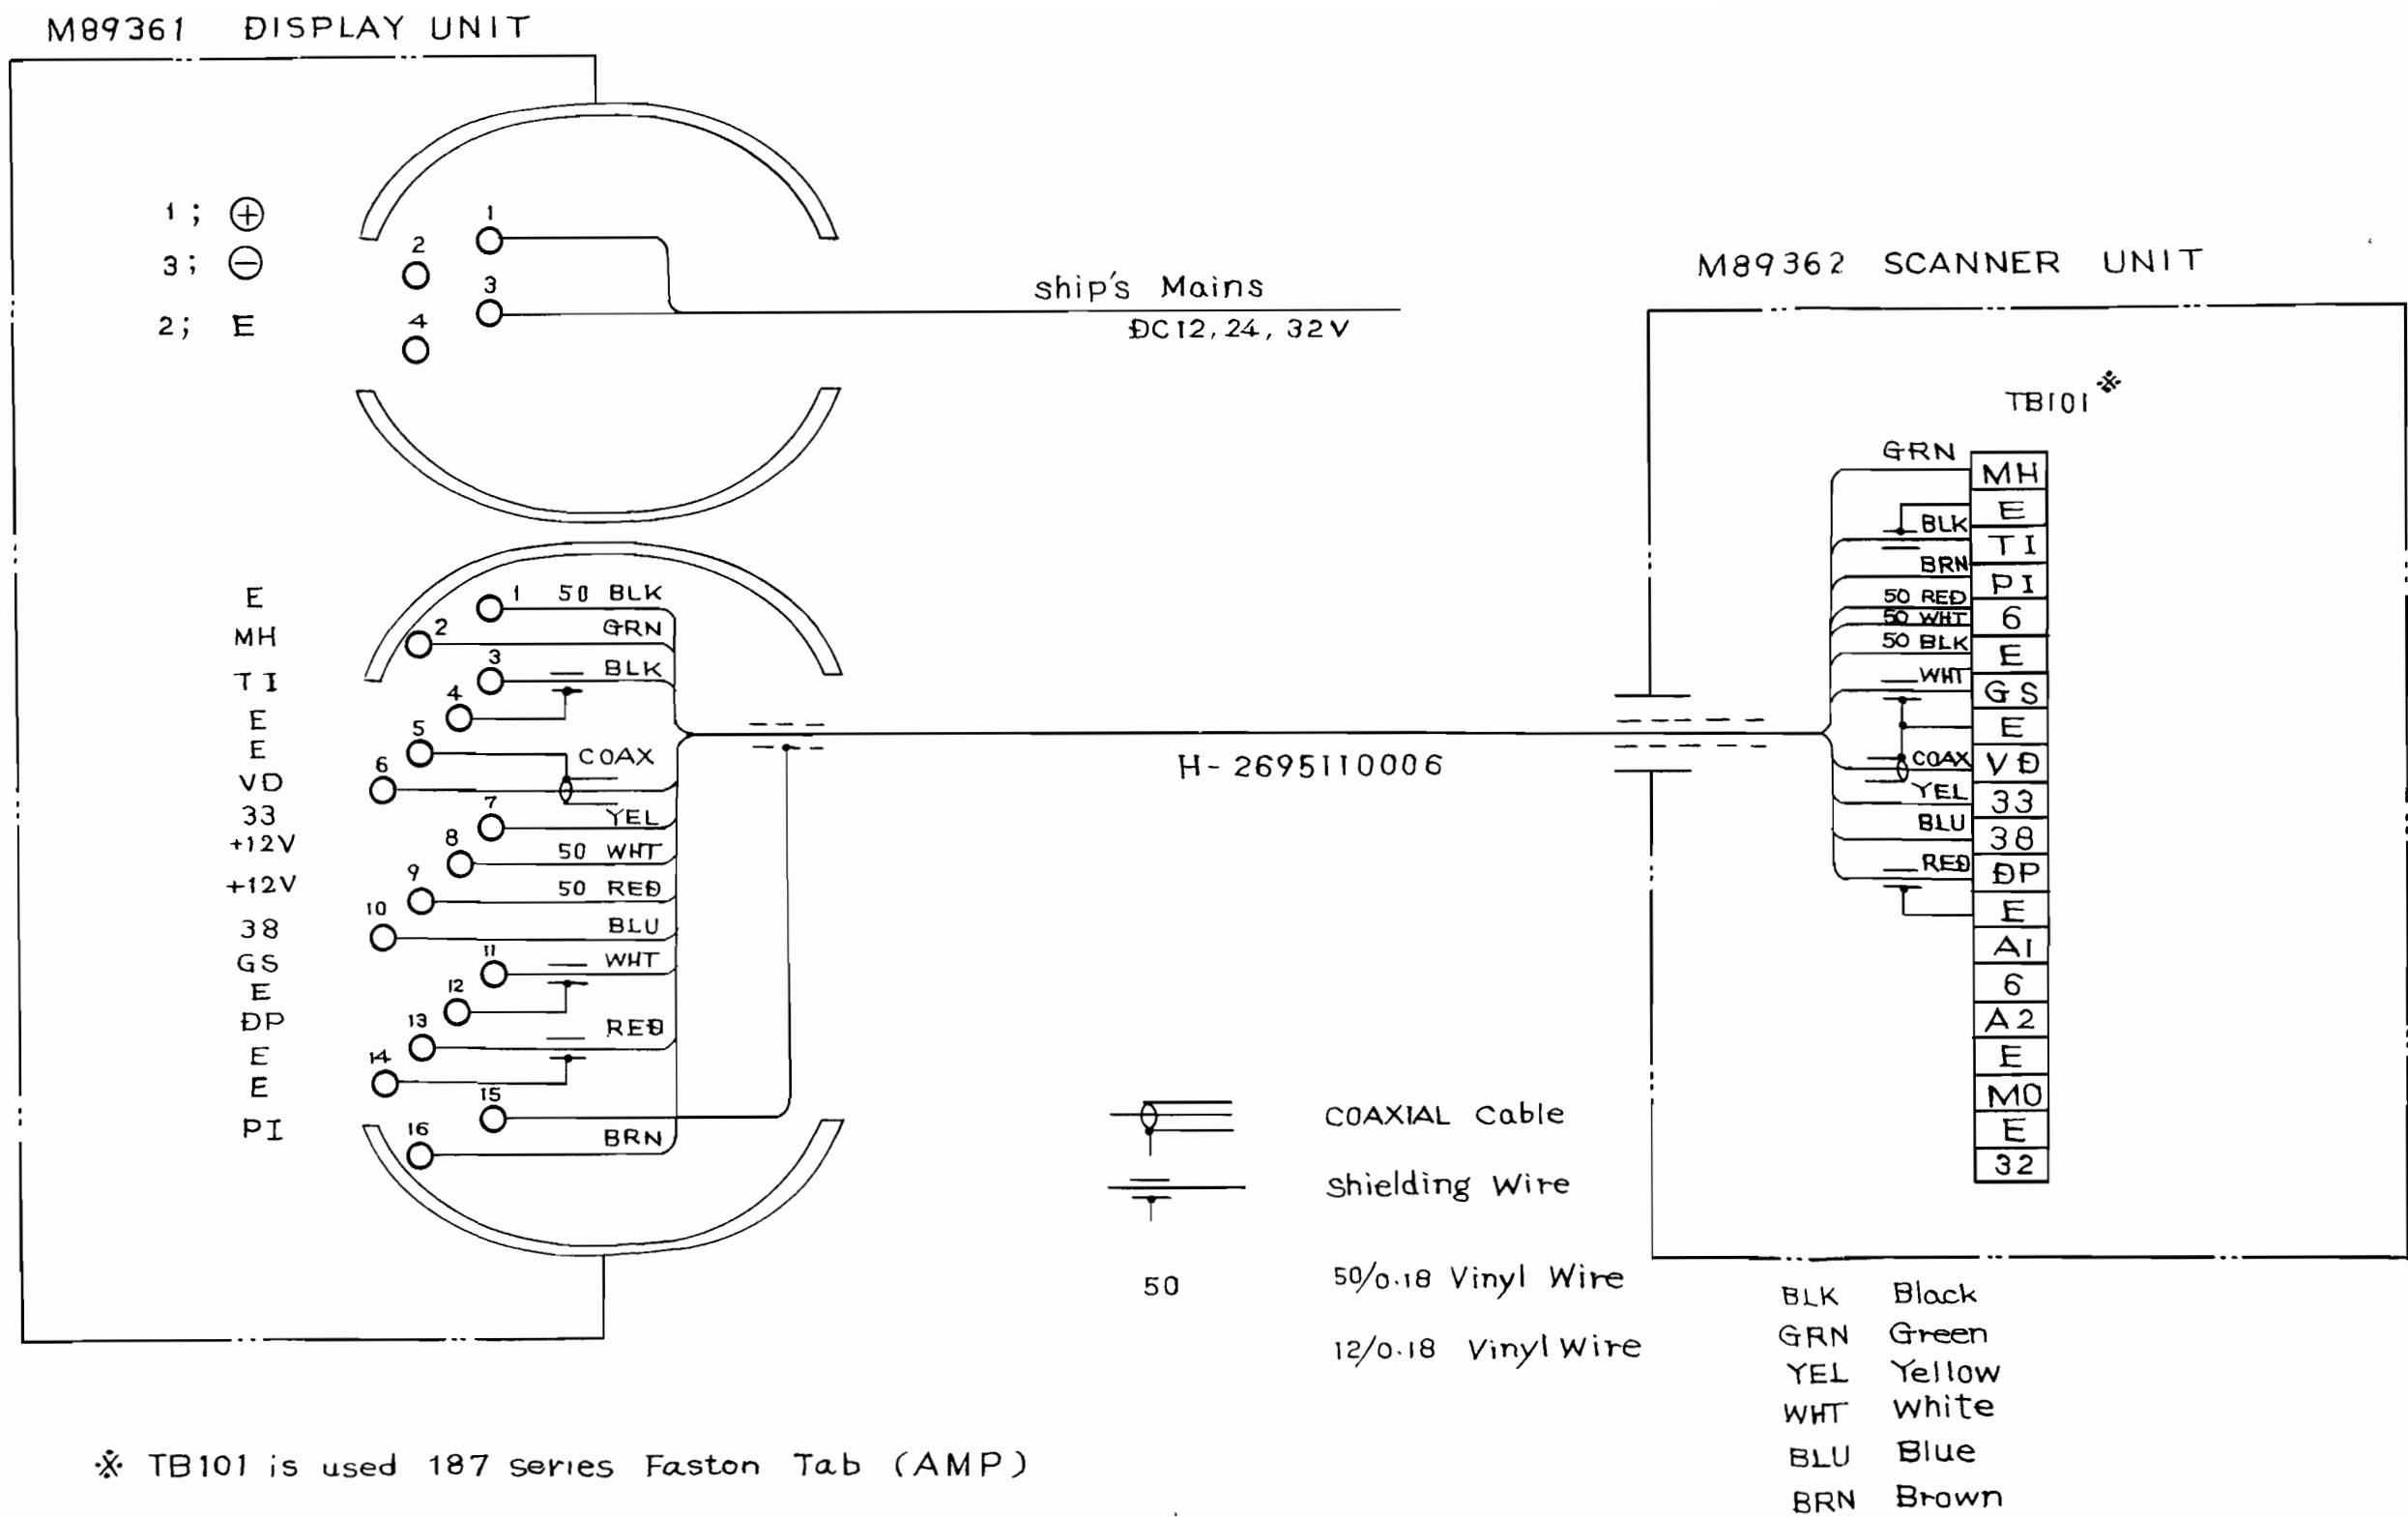 M89361 DISPLAY UNIT
1; ⊕
3; ⊖
2; E
1
2
3
4
ship's Mains
DC12, 24, 32V
E
MH
TI
E
E
VD
33
+12V
+12V
38
GS
E
DP
E
E
PI
1 50 BLK
2 GRN
3 BLK
4
5 COAX
6
7 YEL
8 50 WHT
9 50 RED
10 BLU
11 WHT
12
13 RED
14
15
16 BRN
H-2695110006
M89362 SCANNER UNIT
TB101 ※
GRN MH
E
BLK TI
BRN PI
50 RED 6
50 WHT
50 BLK E
WHT GS
E
COAX VD
YEL 33
BLU 38
RED DP
E
A1
6
A2
E
MO
E
32
COAXIAL Cable
Shielding Wire
50 50/0.18 Vinyl Wire
12/0.18 Vinyl Wire
BLK Black
GRN Green
YEL Yellow
WHT White
BLU Blue
BRN Brown
※ TB101 is used 187 series Faston Tab (AMP)